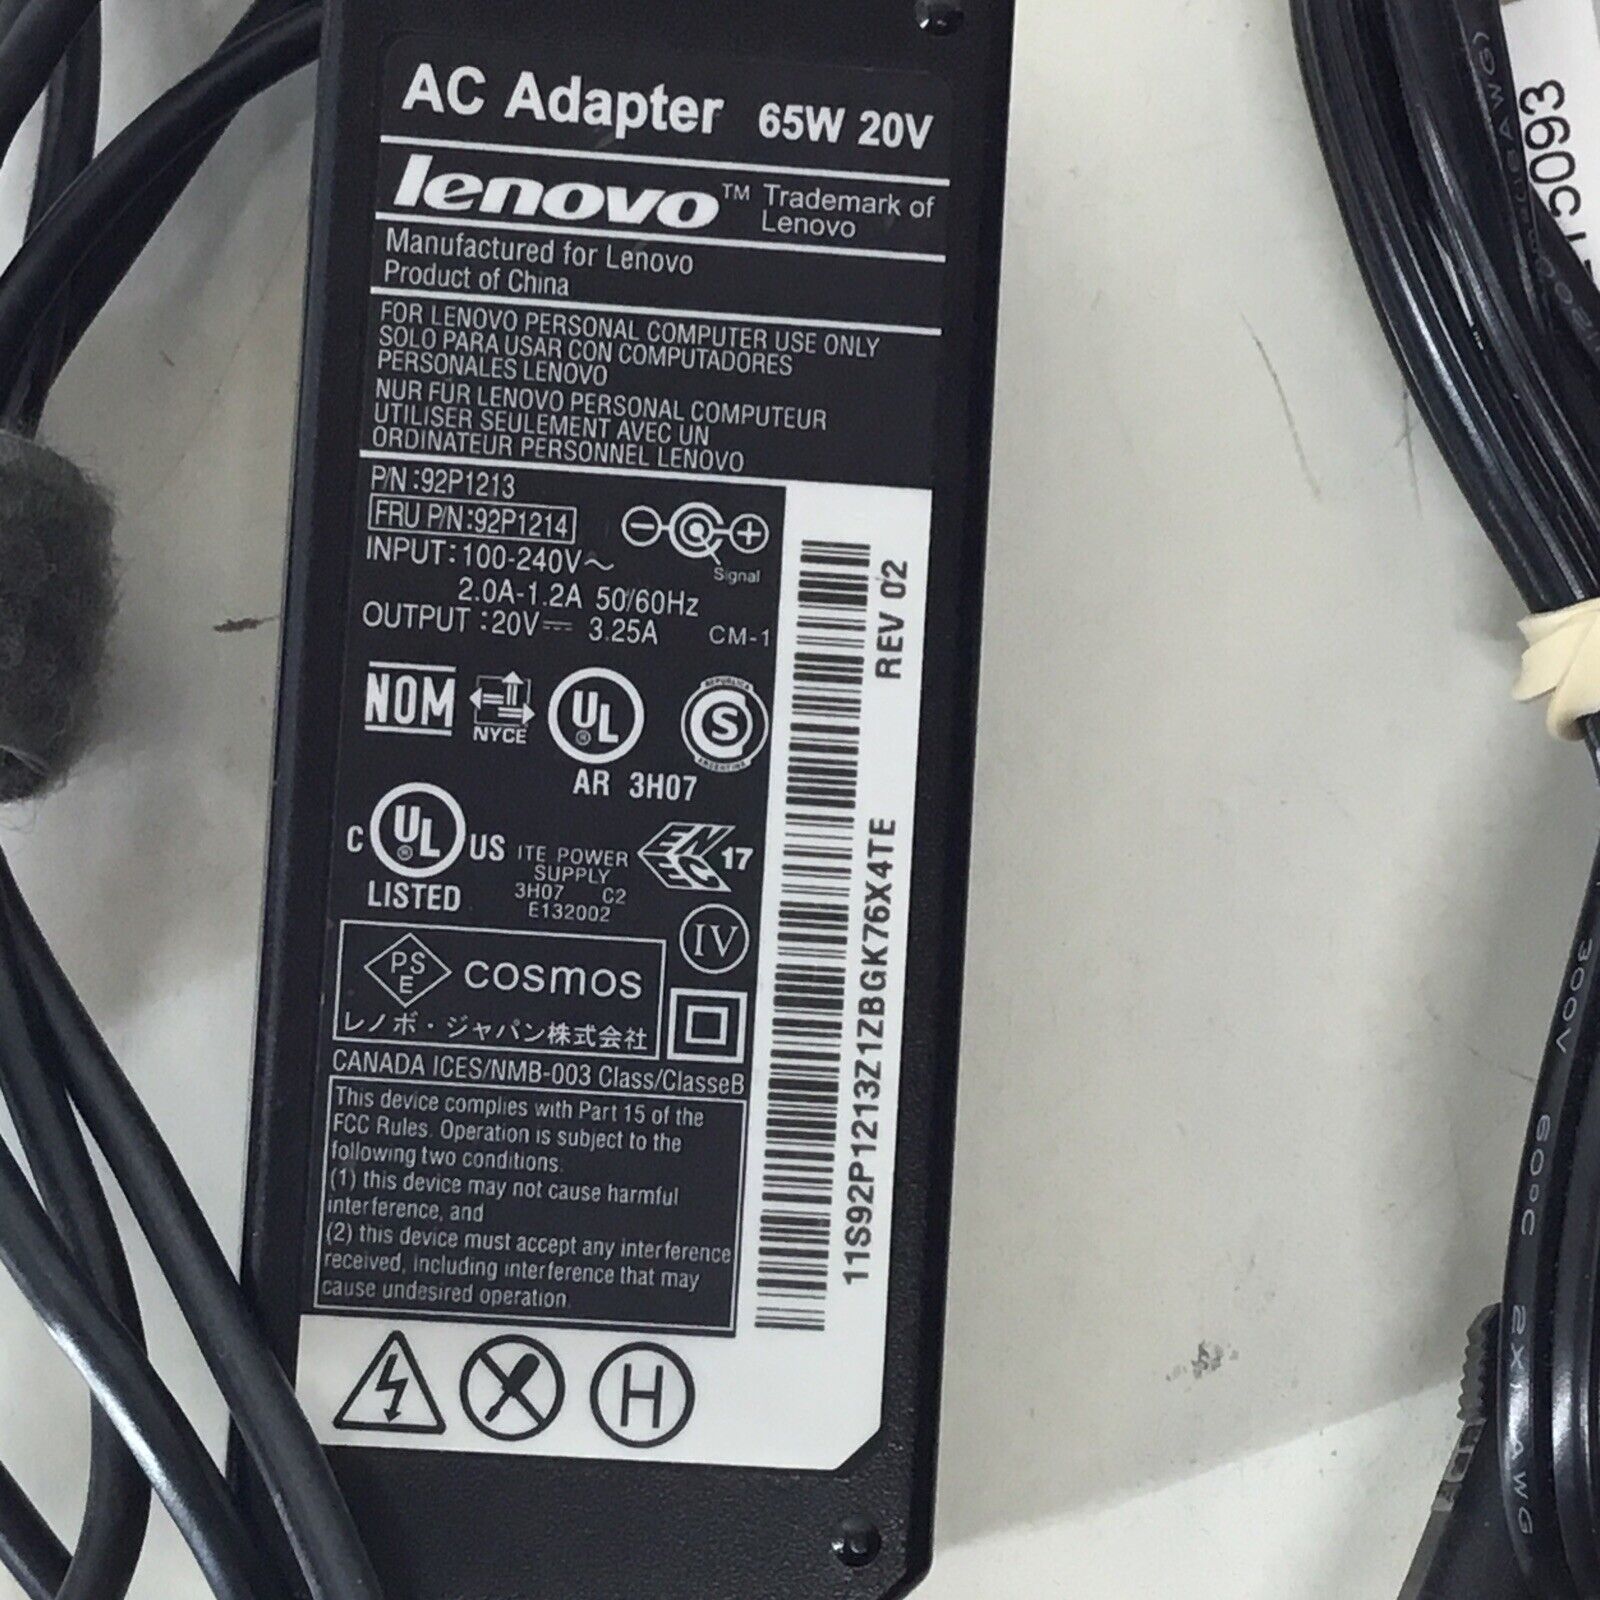 AC Adapter 65W 20V
lenovo™ Trademark of
Lenovo
Manufactured for Lenovo
Product of China
FOR LENOVO PERSONAL COMPUTER USE ONLY
SOLO PARA USAR CON COMPUTADORES
PERSONALES LENOVO
NUR FÜR LENOVO PERSONAL COMPUTEUR
UTILISER SEULEMENT AVEC UN
ORDINATEUR PERSONNEL LENOVO
P/N:92P1213
FRU P/N:92P1214
Signal
INPUT:100-240V~
2.0A-1.2A 50/60Hz
OUTPUT:20V⎓ 3.25A CM-1
NOM
NYCE
UL ®
REPUBLICA
S
ARGENTINA
AR 3H07
C UL ® US
LISTED
ITE POWER
SUPPLY
3H07 C2
E132002
17
IV
PS
E
COSMOS
レノボ・ジャパン株式会社
CANADA ICES/NMB-003 Class/ClasseB
This device complies with Part 15 of the
FCC Rules. Operation is subject to the
following two conditions:
(1) this device may not cause harmful
interference, and
(2) this device must accept any interference
received, including interference that may
cause undesired operation.
H
REV 02
11S92P1213Z1ZBGK76X4TE
5093
300V 60°C 2X18AWG